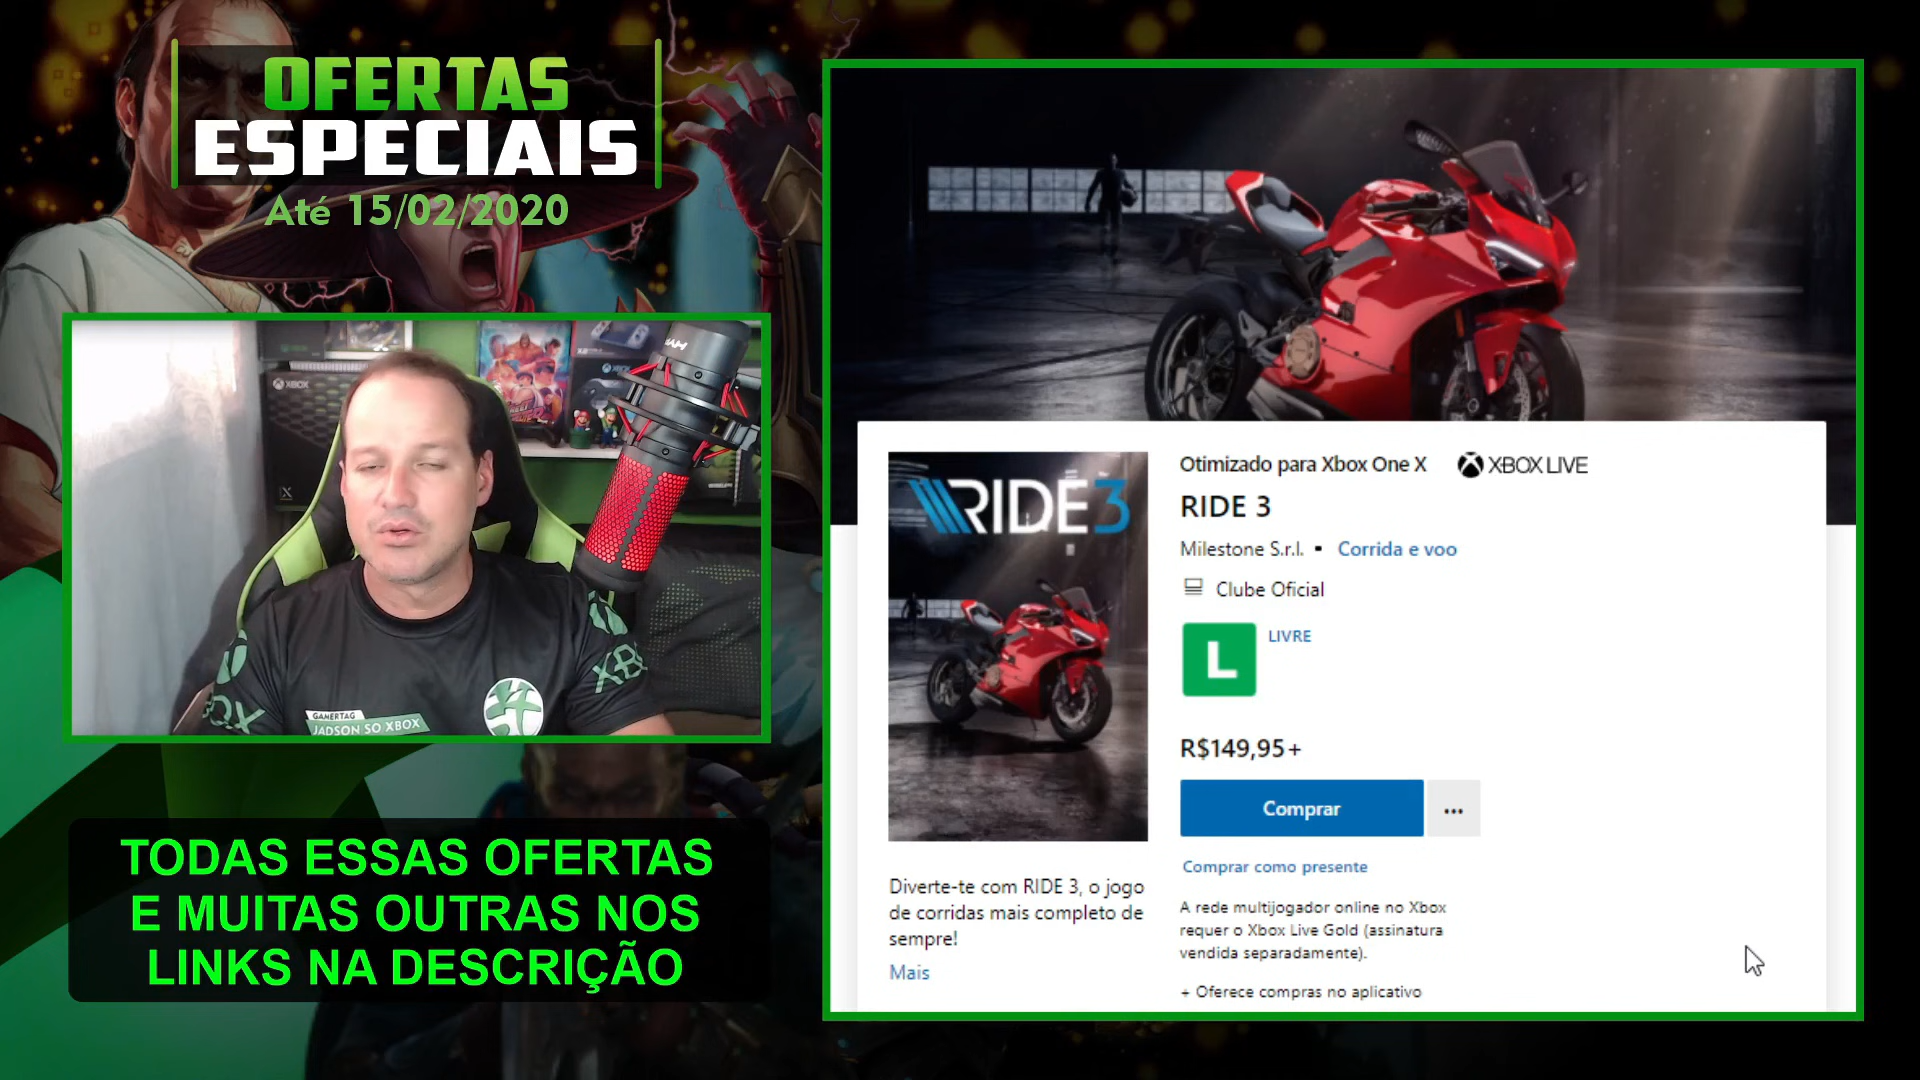 OFERTAS
ESPECIAIS
Até 15/02/2020
XBOX
X
GAMERTAG
JADSON SO XBOX
TODAS ESSAS OFERTAS
E MUITAS OUTRAS NOS
LINKS NA DESCRIÇÃO
RIDE 3
Otimizado para Xbox One X
XBOX LIVE
RIDE 3
Milestone S.r.l. ▪ Corrida e voo
Clube Oficial
L
LIVRE
R$149,95+
Comprar
...
Comprar como presente
A rede multijogador online no Xbox
requer o Xbox Live Gold (assinatura
vendida separadamente).
+ Oferece compras no aplicativo
Diverte-te com RIDE 3, o jogo
de corridas mais completo de
sempre!
Mais